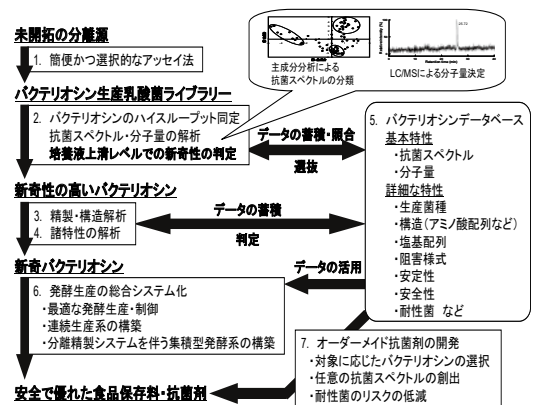 未開拓の分離源
1. 簡便かつ選択的なアッセイ法
主成分分析による
抗菌スペクトルの分類
LC/MSによる分子量決定
バクテリオシン生産乳酸菌ライブラリー
2. バクテリオシンのハイスループット同定
抗菌スペクトル・分子量の解析
培養液上清レベルでの新奇性の判定
データの蓄積・照合
選抜
新奇性の高いバクテリオシン
3. 精製・構造解析
4. 諸特性の解析
データの蓄積
判定
新奇バクテリオシン
データの活用
5. バクテリオシンデータベース
基本特性
・抗菌スペクトル
・分子量
詳細な特性
・生産菌種
・構造(アミノ酸配列など)
・塩基配列
・阻害様式
・安定性
・安全性
・耐性菌 など
6. 発酵生産の総合システム化
・最適な発酵生産・制御
・連続生産系の構築
・分離精製システムを伴う集積型発酵系の構築
7. オーダーメイド抗菌剤の開発
・対象に応じたバクテリオシンの選択
・任意の抗菌スペクトルの創出
・耐性菌のリスクの低減
安全で優れた食品保存料・抗菌剤